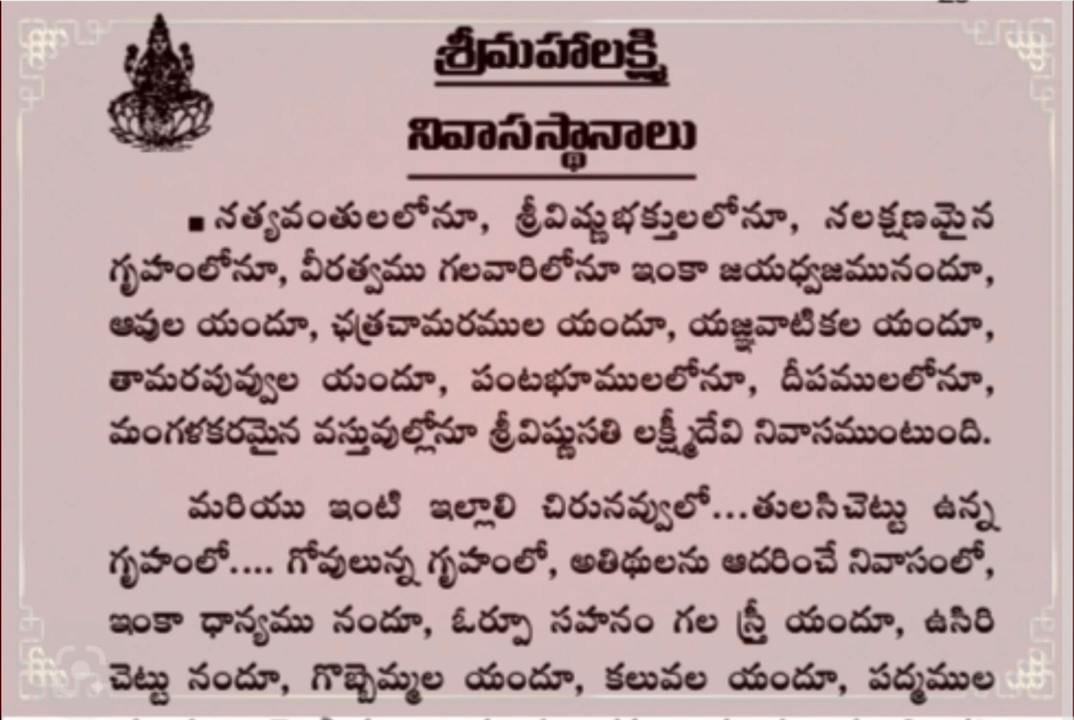 శ్రీమహాలక్ష్మి
నివాసస్థానాలు
▪ సత్యవంతులలోనూ, శ్రీవిష్ణుభక్తులలోనూ, సలక్షణమైన
గృహంలోనూ, వీరత్వము గలవారిలోనూ ఇంకా జయధ్వజమునందూ,
ఆవుల యందూ, ఛత్రచామరముల యందూ, యజ్ఞవాటికల యందూ,
తామరపువ్వుల యందూ, పంటభూములలోనూ, దీపములలోనూ,
మంగళకరమైన వస్తువుల్లోనూ శ్రీవిష్ణుసతి లక్ష్మీదేవి నివాసముంటుంది.
మరియు ఇంటి ఇల్లాలి చిరునవ్వులో...తులసిచెట్టు ఉన్న
గృహంలో.... గోవులున్న గృహంలో, అతిథులను ఆదరించే నివాసంలో,
ఇంకా ధాన్యము నందూ, ఓర్పూ సహనం గల స్త్రీ యందూ, ఉసిరి
చెట్టు నందూ, గొబ్బెమ్మల యందూ, కలువల యందూ, పద్మముల